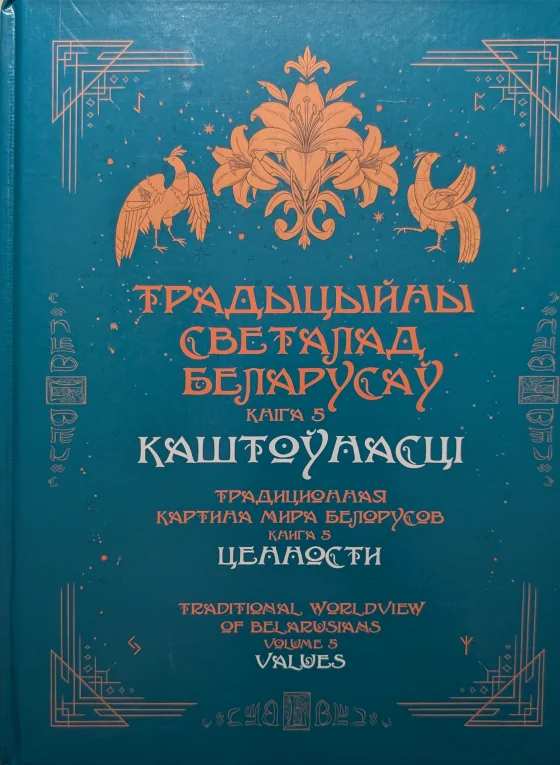 ТРАДЫЦЫЙНЫ
СВЕТАЛАД
БЕЛАРУСАЎ
КНІГА 5
КАШТОЎНАСЦІ
ТРАДИЦИОННАЯ
КАРТИНА МИРА БЕЛОРУСОВ
КНИГА 5
ЦЕННОСТИ
TRADITIONAL WORLDVIEW
OF BELARUSIANS
VOLUME 5
VALUES